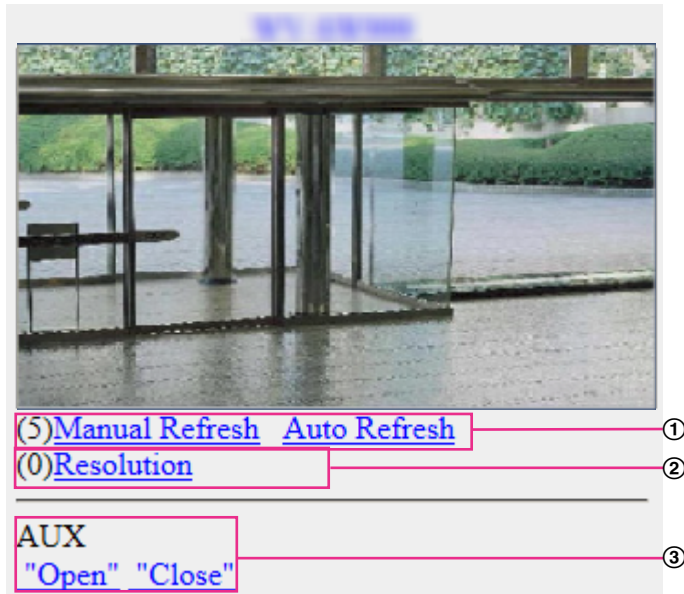 (5)Manual Refresh Auto Refresh
①
(0)Resolution
②
AUX
"Open" "Close"
③